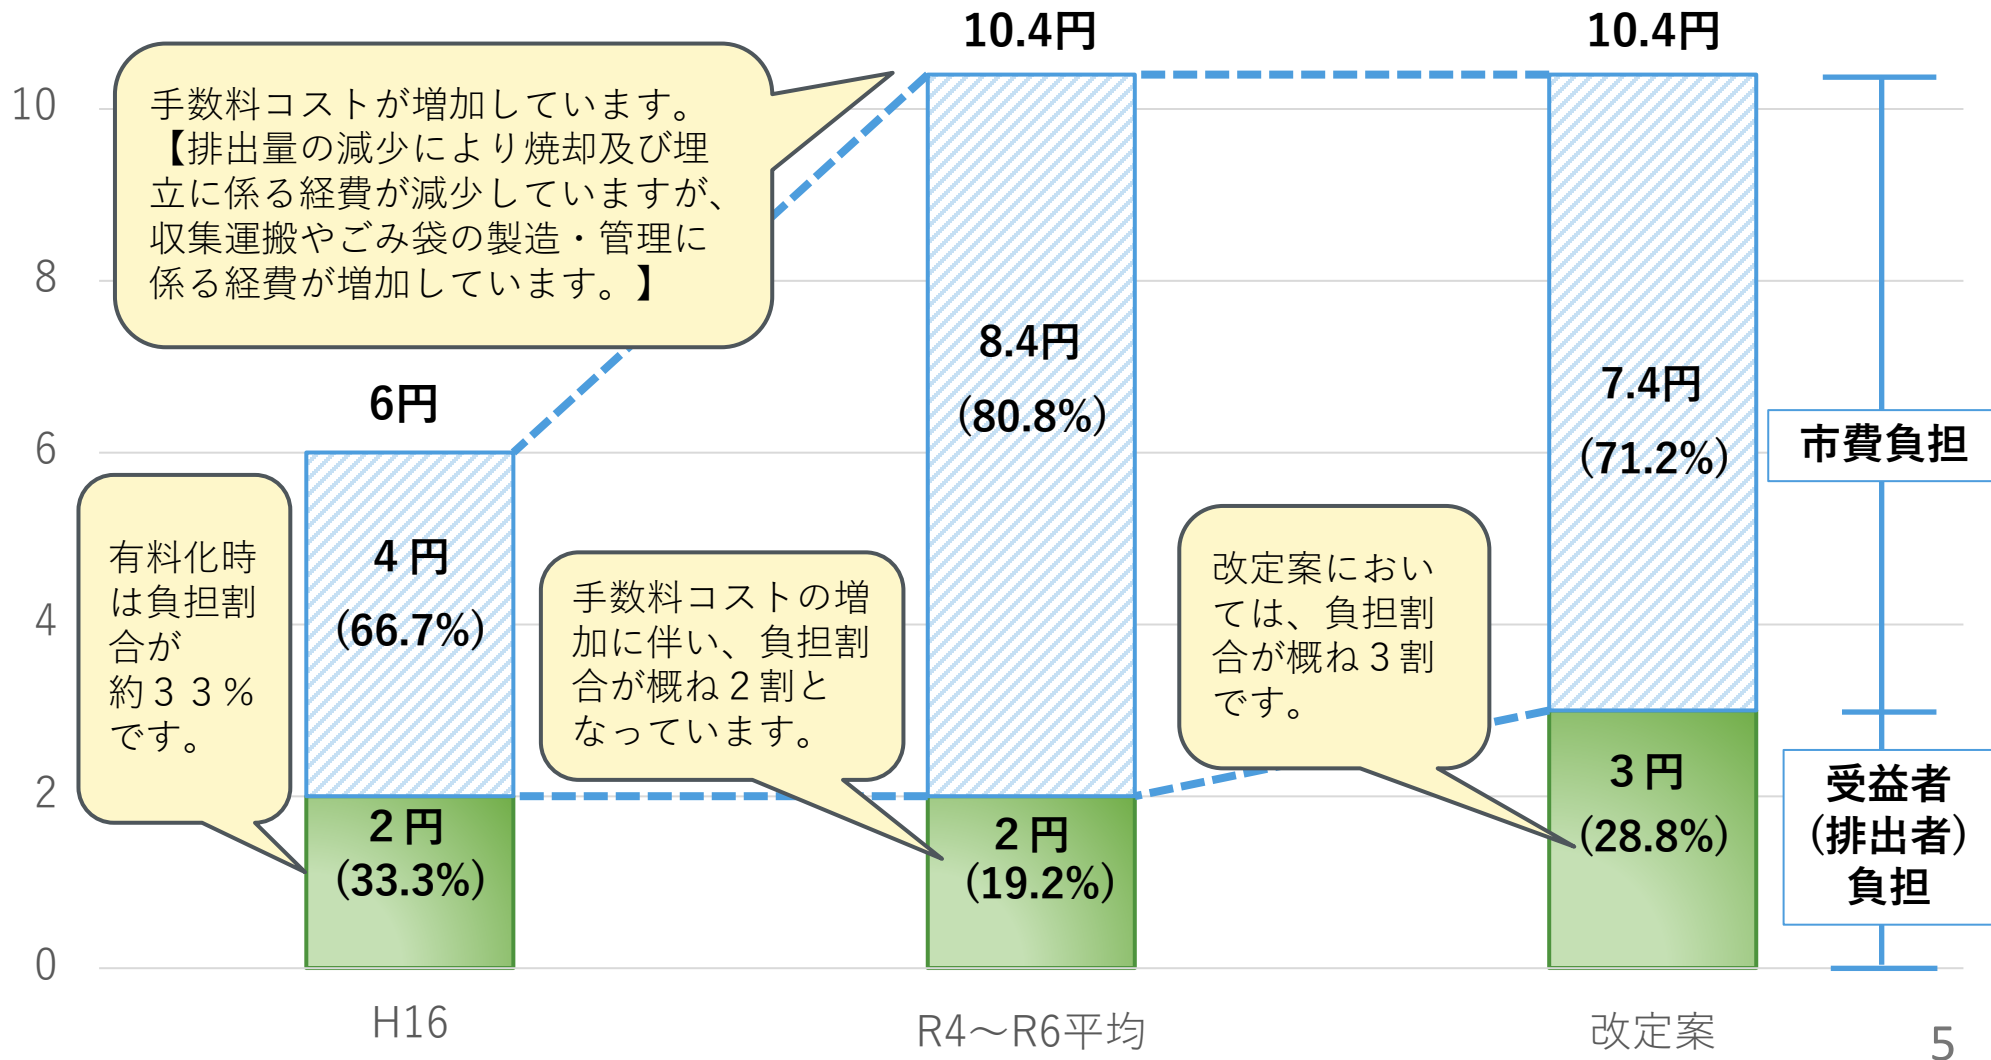 10.4円
10.4円
10
8
6
4
2
0
手数料コストが増加しています。
【排出量の減少により焼却及び埋
立に係る経費が減少していますが、
収集運搬やごみ袋の製造・管理に
係る経費が増加しています。】
6円
4円
(66.7%)
2円
(33.3%)
有料化時
は負担割
合が
約３３%
です。
8.4円
(80.8%)
2円
(19.2%)
手数料コストの増
加に伴い、負担割
合が概ね２割と
なっています。
7.4円
(71.2%)
3円
(28.8%)
改定案におい
ては、負担割
合が概ね３割
です。
市費負担
受益者
(排出者)
負担
H16
R4～R6平均
改定案
5